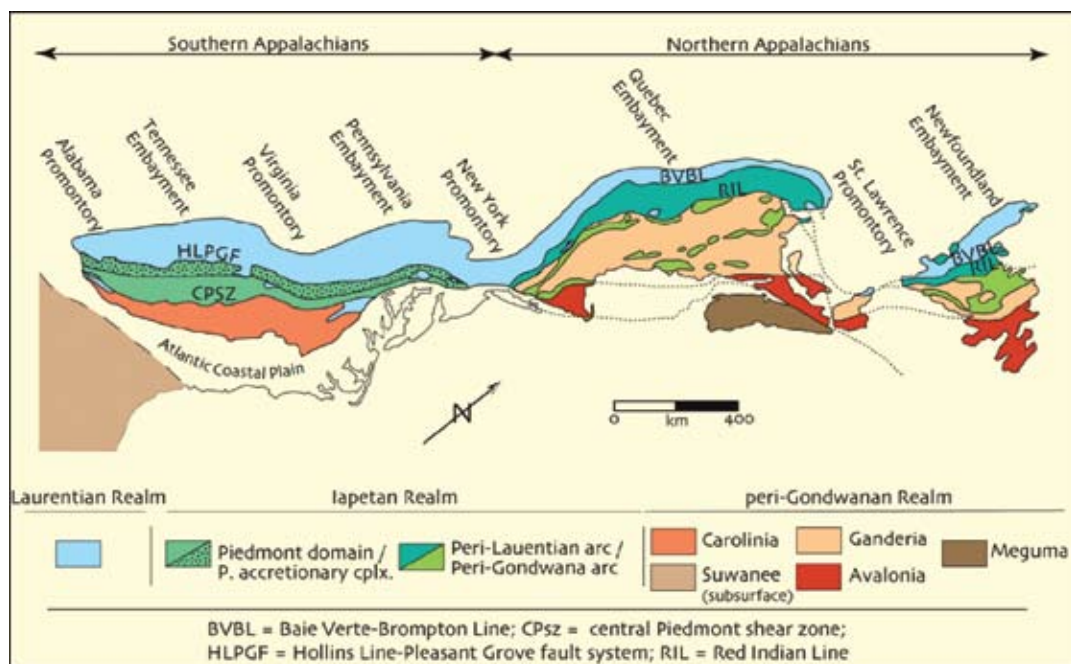 Southern Appalachians
Northern Appalachians
Alabama
Promontory
Tennessee
Embayment
Virginia
Promontory
Pennsylvania
Embayment
New York
Promontory
Quebec
Embayment
St. Lawrence
Promontory
Newfoundland
Embayment
HLPGF
CPSZ
BVBL
RIL
BVBL
RIL
Atlantic Coastal Plain
N
0 km 400
Laurentian Realm
Iapetan Realm
peri-Gondwanan Realm
Piedmont domain /
P. accretionary cplx.
Peri-Lauentian arc /
Peri-Gondwana arc
Carolinia
Suwanee
(subsurface)
Ganderia
Avalonia
Meguma
BVBL = Baie Verte-Brompton Line; CPsz = central Piedmont shear zone;
HLPGF = Hollins Line-Pleasant Grove fault system; RIL = Red Indian Line